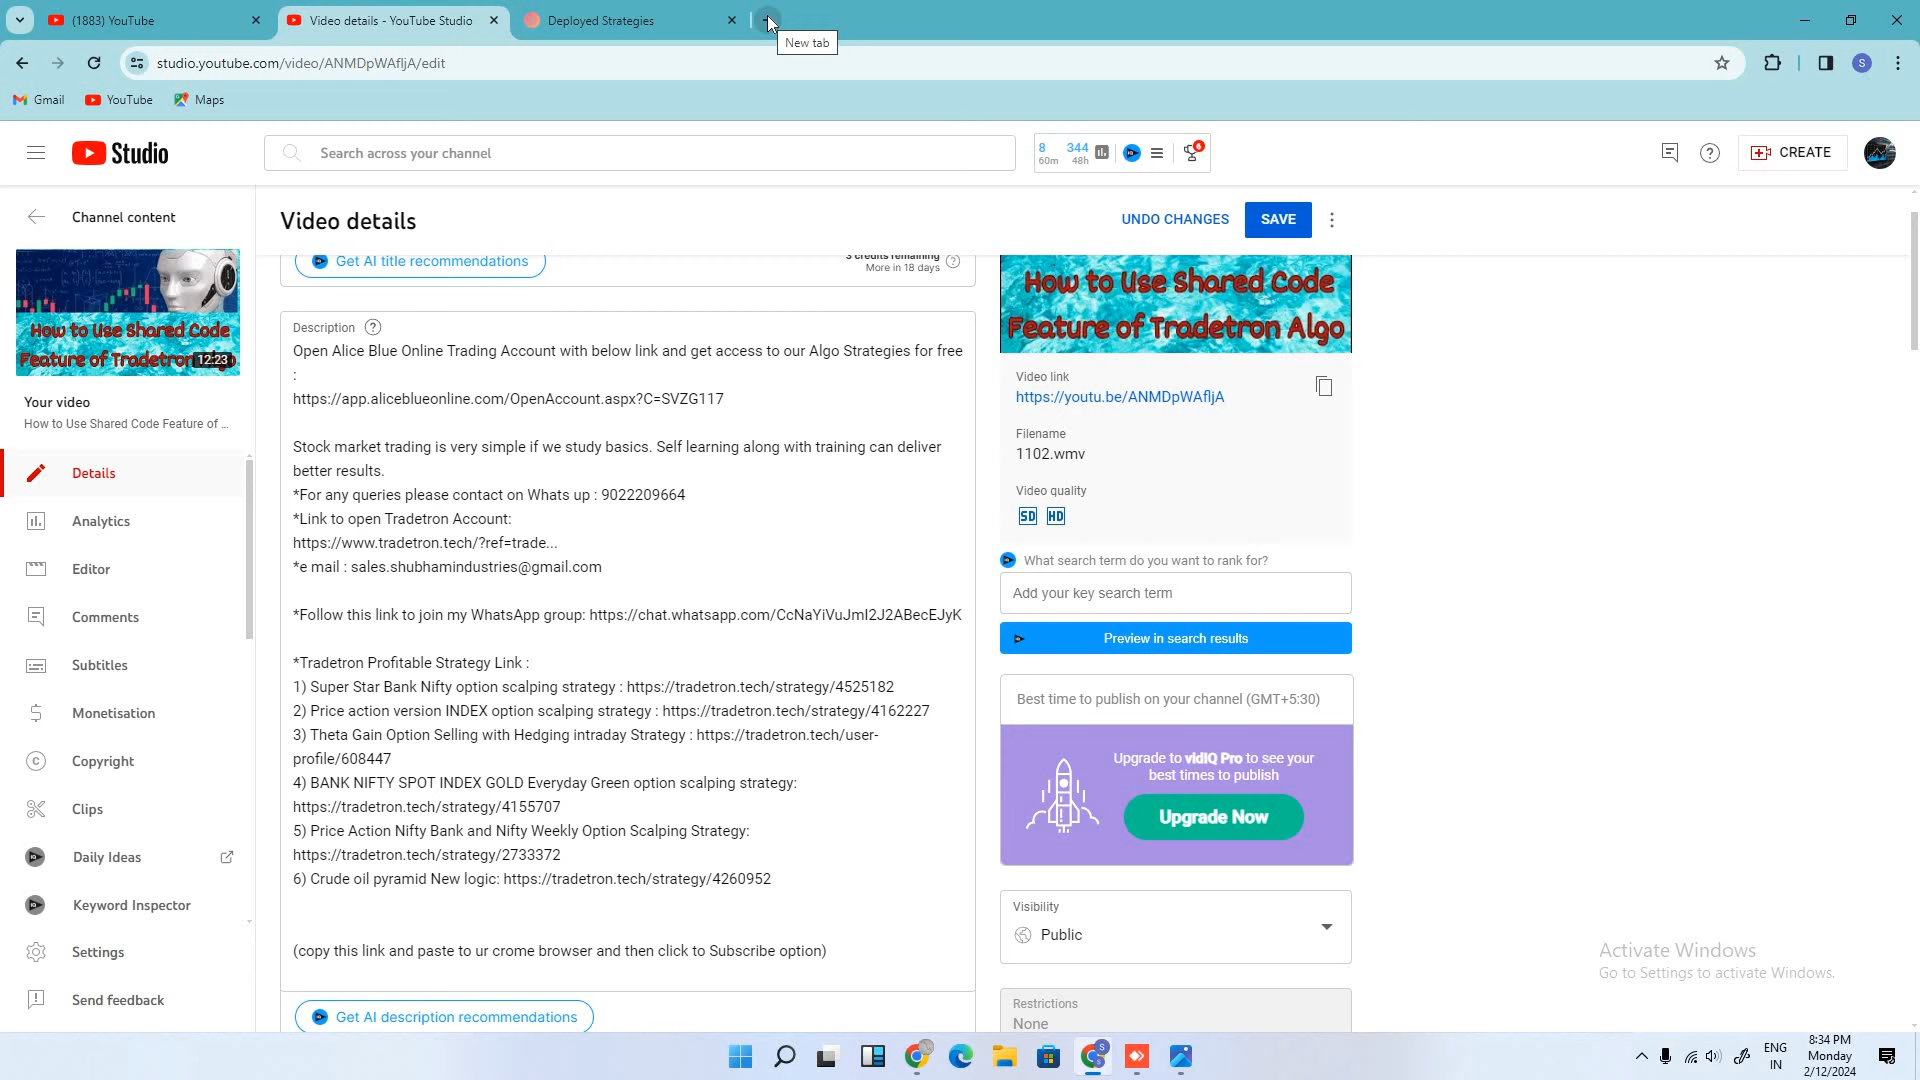 (1883) YouTube
Video details - YouTube Studio
Deployed Strategies
New tab
studio.youtube.com/video/ANMDpWAfljA/edit
S
Gmail
YouTube
Maps
Studio
Search across your channel
8
60m
344
48h
6
CREATE
Channel content
Video details
UNDO CHANGES
SAVE
How to Use Shared Code
Feature of Tradetron
12:23
Your video
How to Use Shared Code Feature of ...
Details
Analytics
Editor
Comments
Subtitles
Monetisation
Copyright
Clips
Daily Ideas
Keyword Inspector
Settings
Send feedback
Get AI title recommendations
3 credits remaining
More in 18 days
Description
Open Alice Blue Online Trading Account with below link and get access to our Algo Strategies for free
:
https://app.aliceblueonline.com/OpenAccount.aspx?C=SVZG117
Stock market trading is very simple if we study basics. Self learning along with training can deliver
better results.
*For any queries please contact on Whats up : 9022209664
*Link to open Tradetron Account:
https://www.tradetron.tech/?ref=trade...
*e mail : sales.shubhamindustries@gmail.com
*Follow this link to join my WhatsApp group: https://chat.whatsapp.com/CcNaYiVuJmI2J2ABecEJyK
*Tradetron Profitable Strategy Link :
1) Super Star Bank Nifty option scalping strategy : https://tradetron.tech/strategy/4525182
2) Price action version INDEX option scalping strategy : https://tradetron.tech/strategy/4162227
3) Theta Gain Option Selling with Hedging intraday Strategy : https://tradetron.tech/user-
profile/608447
4) BANK NIFTY SPOT INDEX GOLD Everyday Green option scalping strategy:
https://tradetron.tech/strategy/4155707
5) Price Action Nifty Bank and Nifty Weekly Option Scalping Strategy:
https://tradetron.tech/strategy/2733372
6) Crude oil pyramid New logic: https://tradetron.tech/strategy/4260952
(copy this link and paste to ur crome browser and then click to Subscribe option)
Get AI description recommendations
How to Use Shared Code
Feature of Tradetron Algo
Video link
https://youtu.be/ANMDpWAfljA
Filename
1102.wmv
Video quality
SD HD
What search term do you want to rank for?
Add your key search term
Preview in search results
Best time to publish on your channel (GMT+5:30)
Upgrade to vidIQ Pro to see your
best times to publish
Upgrade Now
Visibility
Public
Restrictions
None
Activate Windows
Go to Settings to activate Windows.
ENG
IN
8:34 PM
Monday
2/12/2024